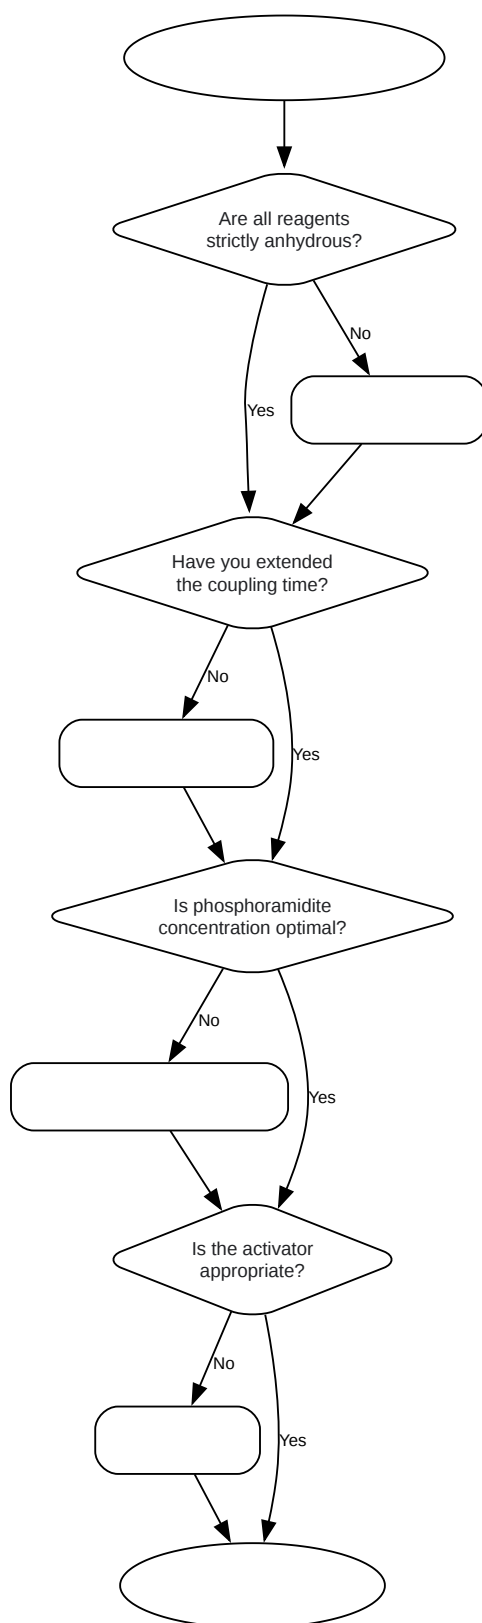 Are all reagents
strictly anhydrous?
No
Yes
Have you extended
the coupling time?
No
Yes
Is phosphoramidite
concentration optimal?
No
Yes
Is the activator
appropriate?
No
Yes